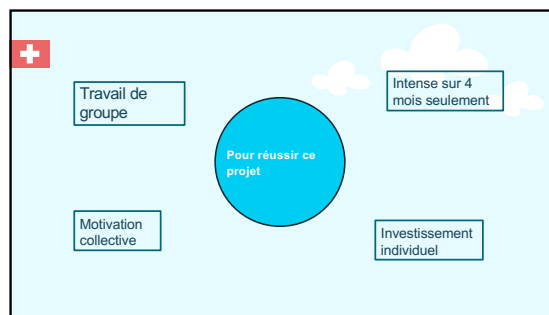 Travail de
groupe
Intense sur 4
mois seulement
Pour réussir ce
projet
Motivation
collective
Investissement
individuel